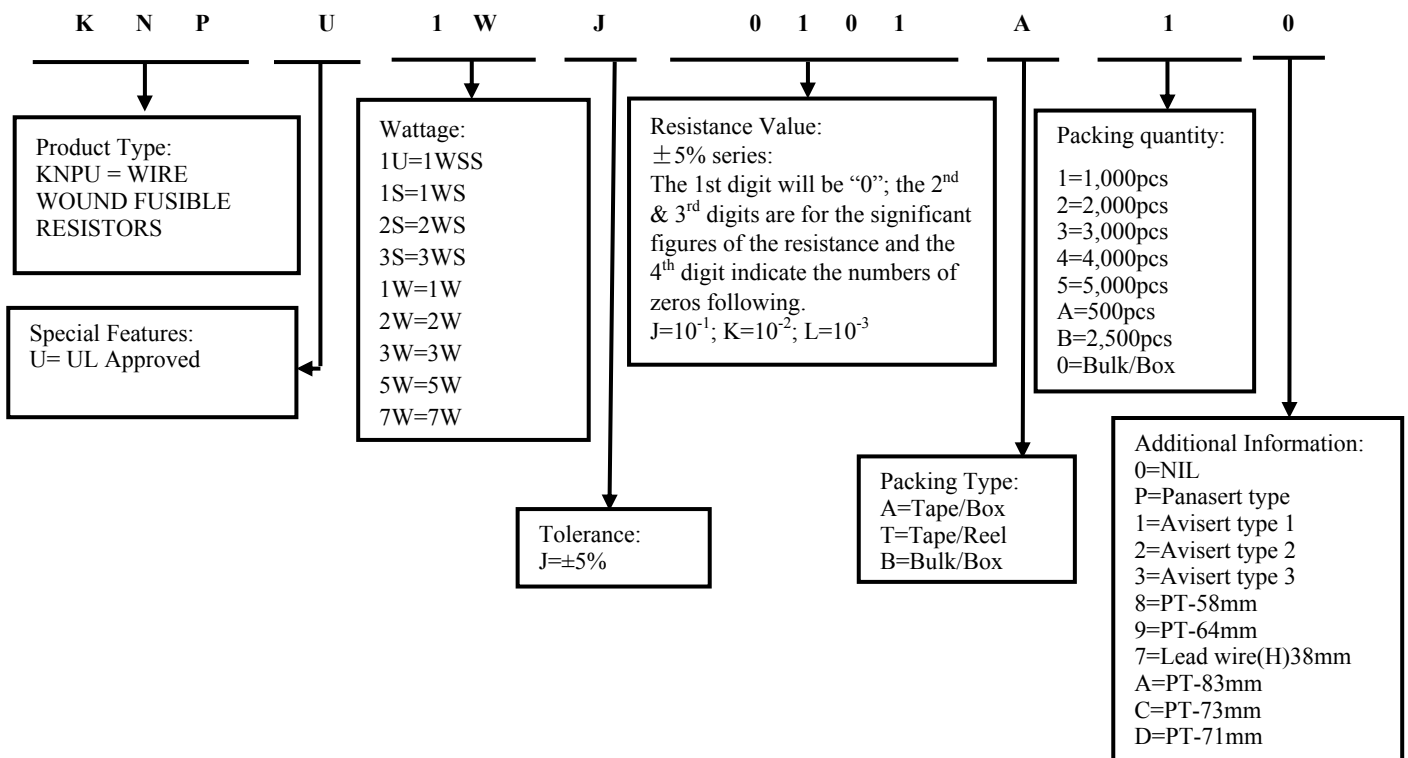 K N P U 1 W J 0 1 0 1 A 1 0
Product Type:
KNPU = WIRE
WOUND FUSIBLE
RESISTORS
Special Features:
U= UL Approved
Wattage:
1U=1WSS
1S=1WS
2S=2WS
3S=3WS
1W=1W
2W=2W
3W=3W
5W=5W
7W=7W
Tolerance:
J=±5%
Resistance Value:
±5% series:
The 1st digit will be “0”; the 2nd
& 3rd digits are for the significant
figures of the resistance and the
4th digit indicate the numbers of
zeros following.
J=10-1; K=10-2; L=10-3
Packing Type:
A=Tape/Box
T=Tape/Reel
B=Bulk/Box
Packing quantity:
1=1,000pcs
2=2,000pcs
3=3,000pcs
4=4,000pcs
5=5,000pcs
A=500pcs
B=2,500pcs
0=Bulk/Box
Additional Information:
0=NIL
P=Panasert type
1=Avisert type 1
2=Avisert type 2
3=Avisert type 3
8=PT-58mm
9=PT-64mm
7=Lead wire(H)38mm
A=PT-83mm
C=PT-73mm
D=PT-71mm